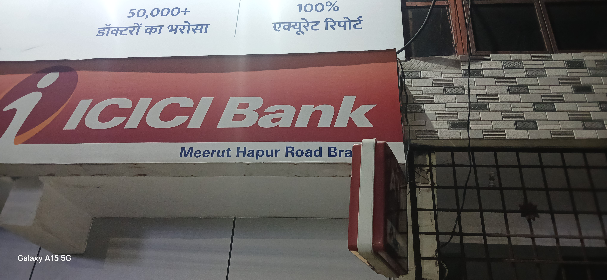 50,000+
डॉक्टरों का भरोसा
100%
एक्यूरेट रिपोर्ट
ICICI Bank
Meerut Hapur Road Bra
Galaxy A15 5G